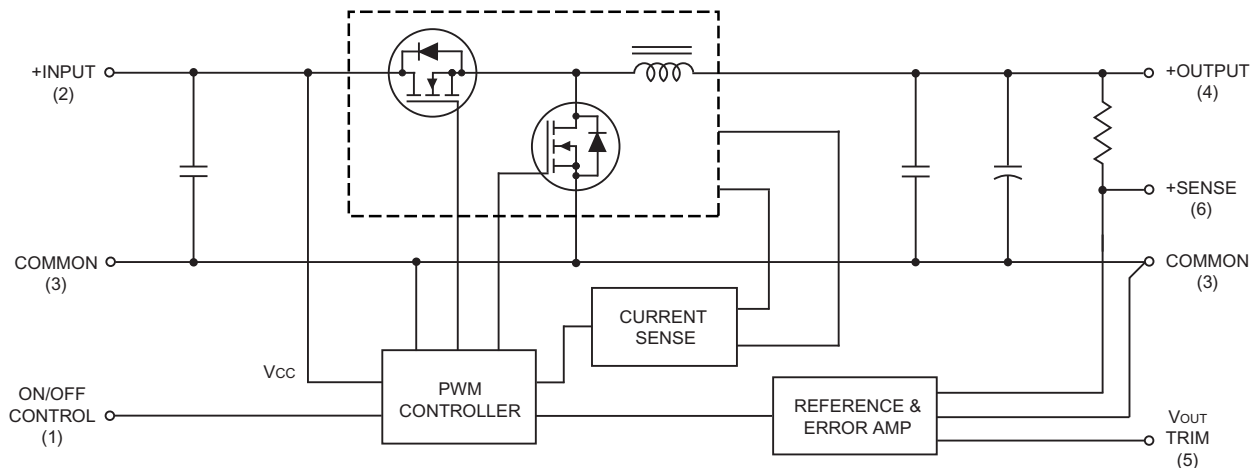 +INPUT
(2)
+OUTPUT
(4)
+SENSE
(6)
COMMON
(3)
COMMON
(3)
CURRENT
SENSE
VCC
PWM
CONTROLLER
ON/OFF
CONTROL
(1)
REFERENCE &
ERROR AMP
VOUT
TRIM
(5)